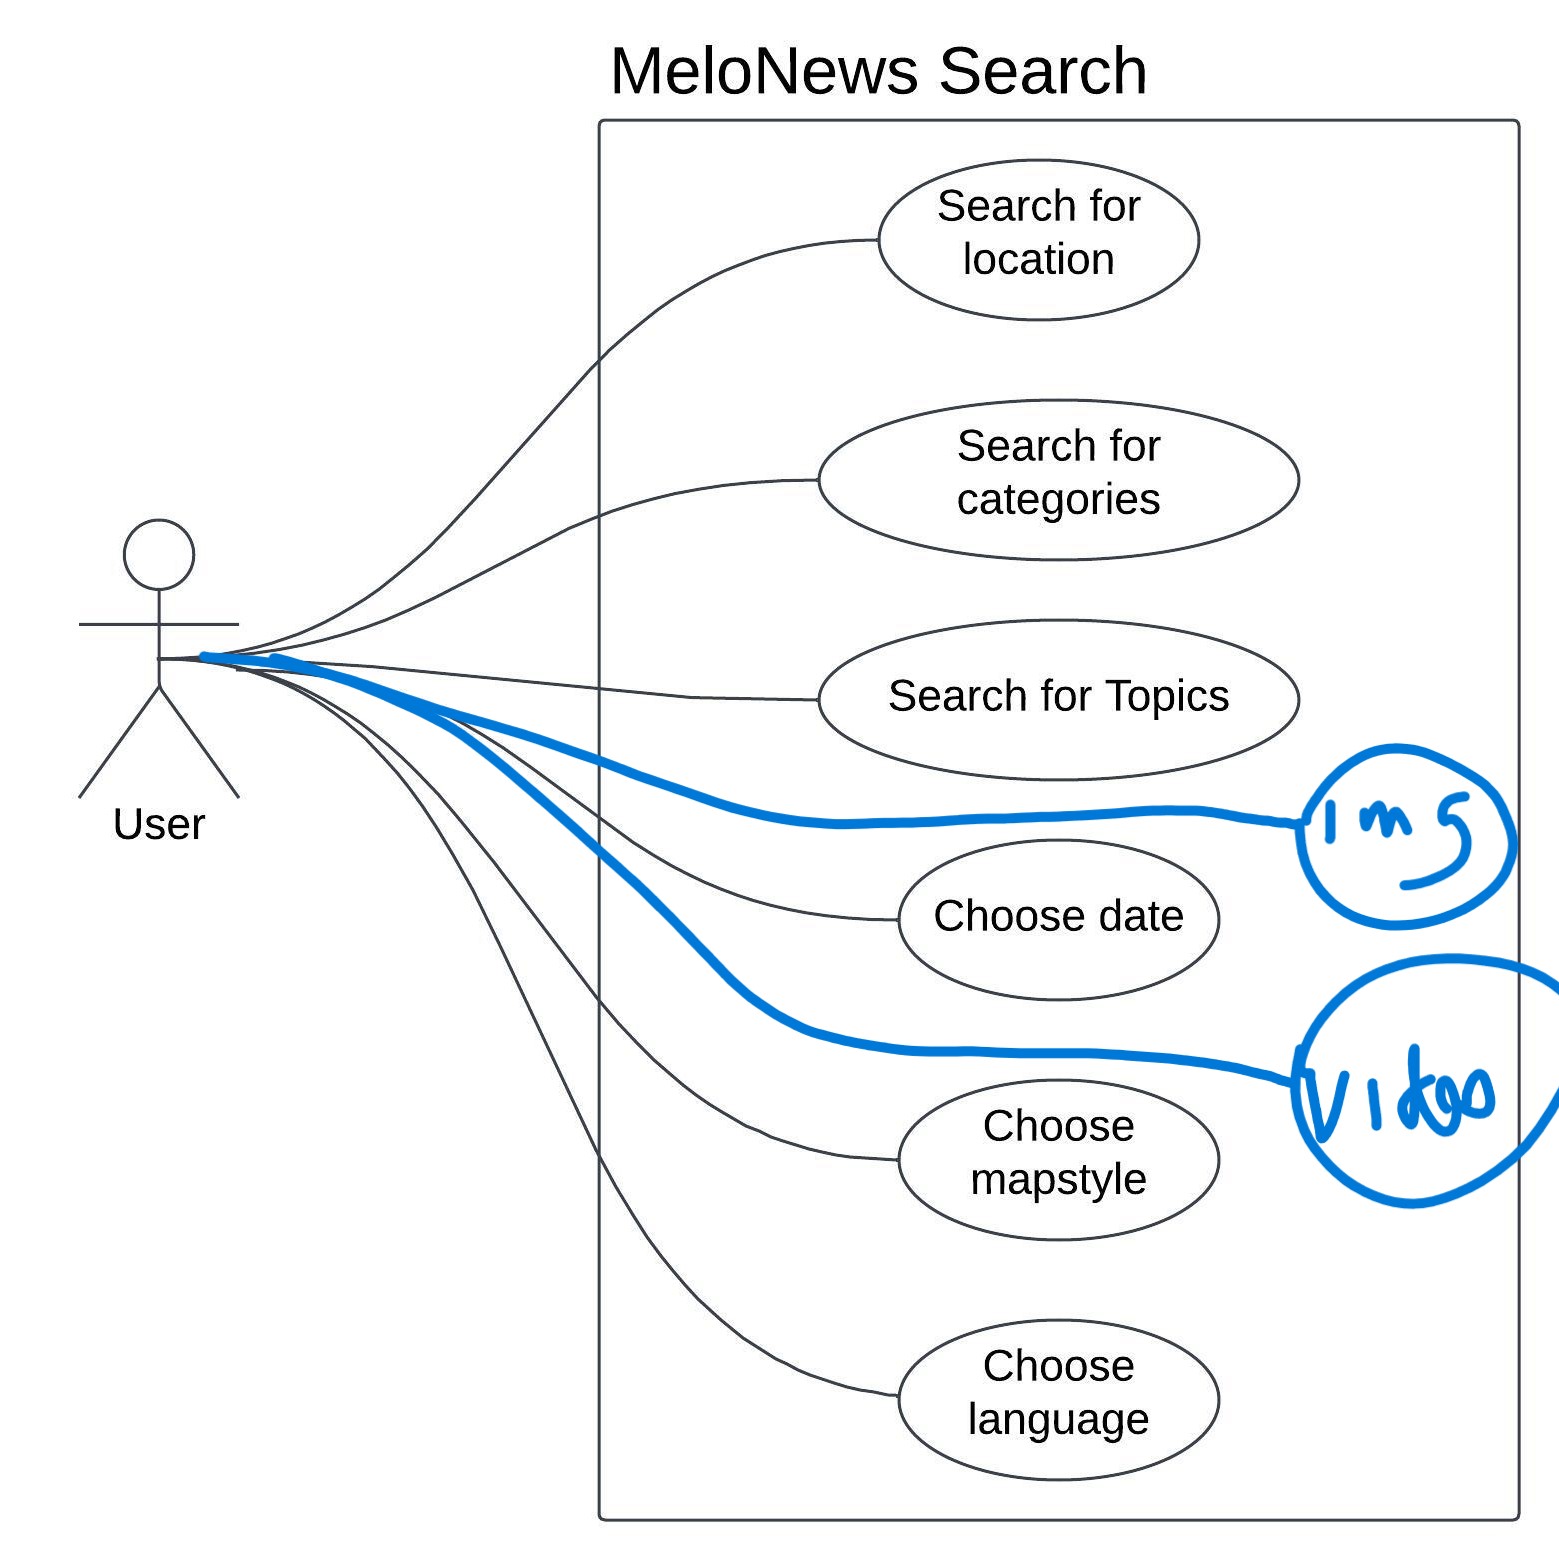 MeloNews Search
Search for
location
Search for
categories
Search for Topics
img
User
Choose date
video
Choose
mapstyle
Choose
language